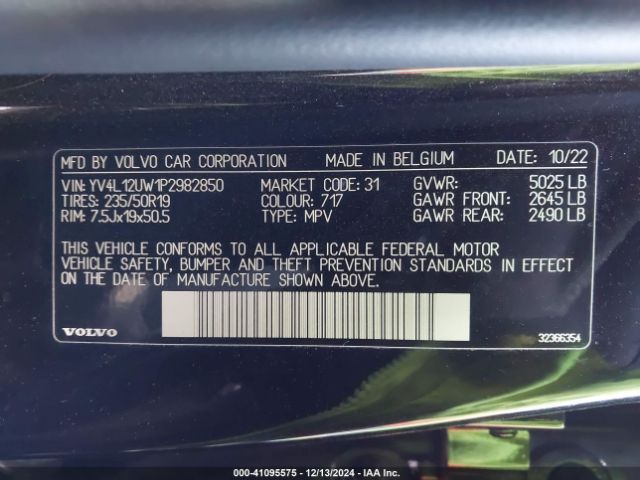 MFD BY VOLVO CAR CORPORATION MADE IN BELGIUM DATE: 10/22
VIN: YV4L12UW1P2982850 MARKET CODE: 31 GVWR: 5025 LB
TIRES: 235/50R19 COLOUR: 717 GAWR FRONT: 2645 LB
RIM: 7.5Jx19x50.5 TYPE: MPV GAWR REAR: 2490 LB
THIS VEHICLE CONFORMS TO ALL APPLICABLE FEDERAL MOTOR
VEHICLE SAFETY, BUMPER AND THEFT PREVENTION STANDARDS IN EFFECT
ON THE DATE OF MANUFACTURE SHOWN ABOVE.
VOLVO 32366354
000-41095575 - 12/13/2024 - IAA Inc.